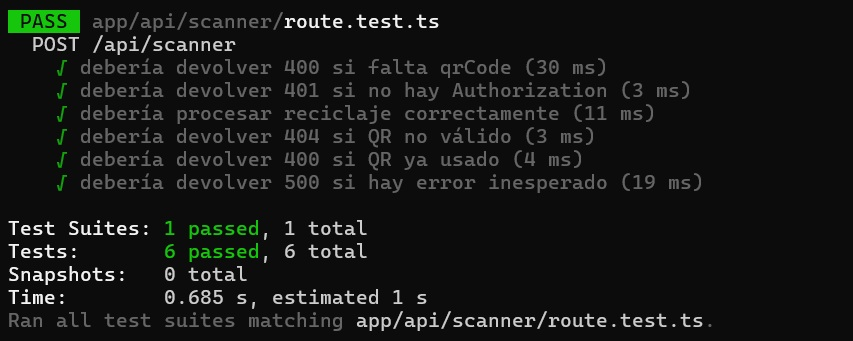 PASS app/api/scanner/route.test.ts
POST /api/scanner
√ debería devolver 400 si falta qrCode (30 ms)
√ debería devolver 401 si no hay Authorization (3 ms)
√ debería procesar reciclaje correctamente (11 ms)
√ debería devolver 404 si QR no válido (3 ms)
√ debería devolver 400 si QR ya usado (4 ms)
√ debería devolver 500 si hay error inesperado (19 ms)
Test Suites: 1 passed, 1 total
Tests: 6 passed, 6 total
Snapshots: 0 total
Time: 0.685 s, estimated 1 s
Ran all test suites matching app/api/scanner/route.test.ts.